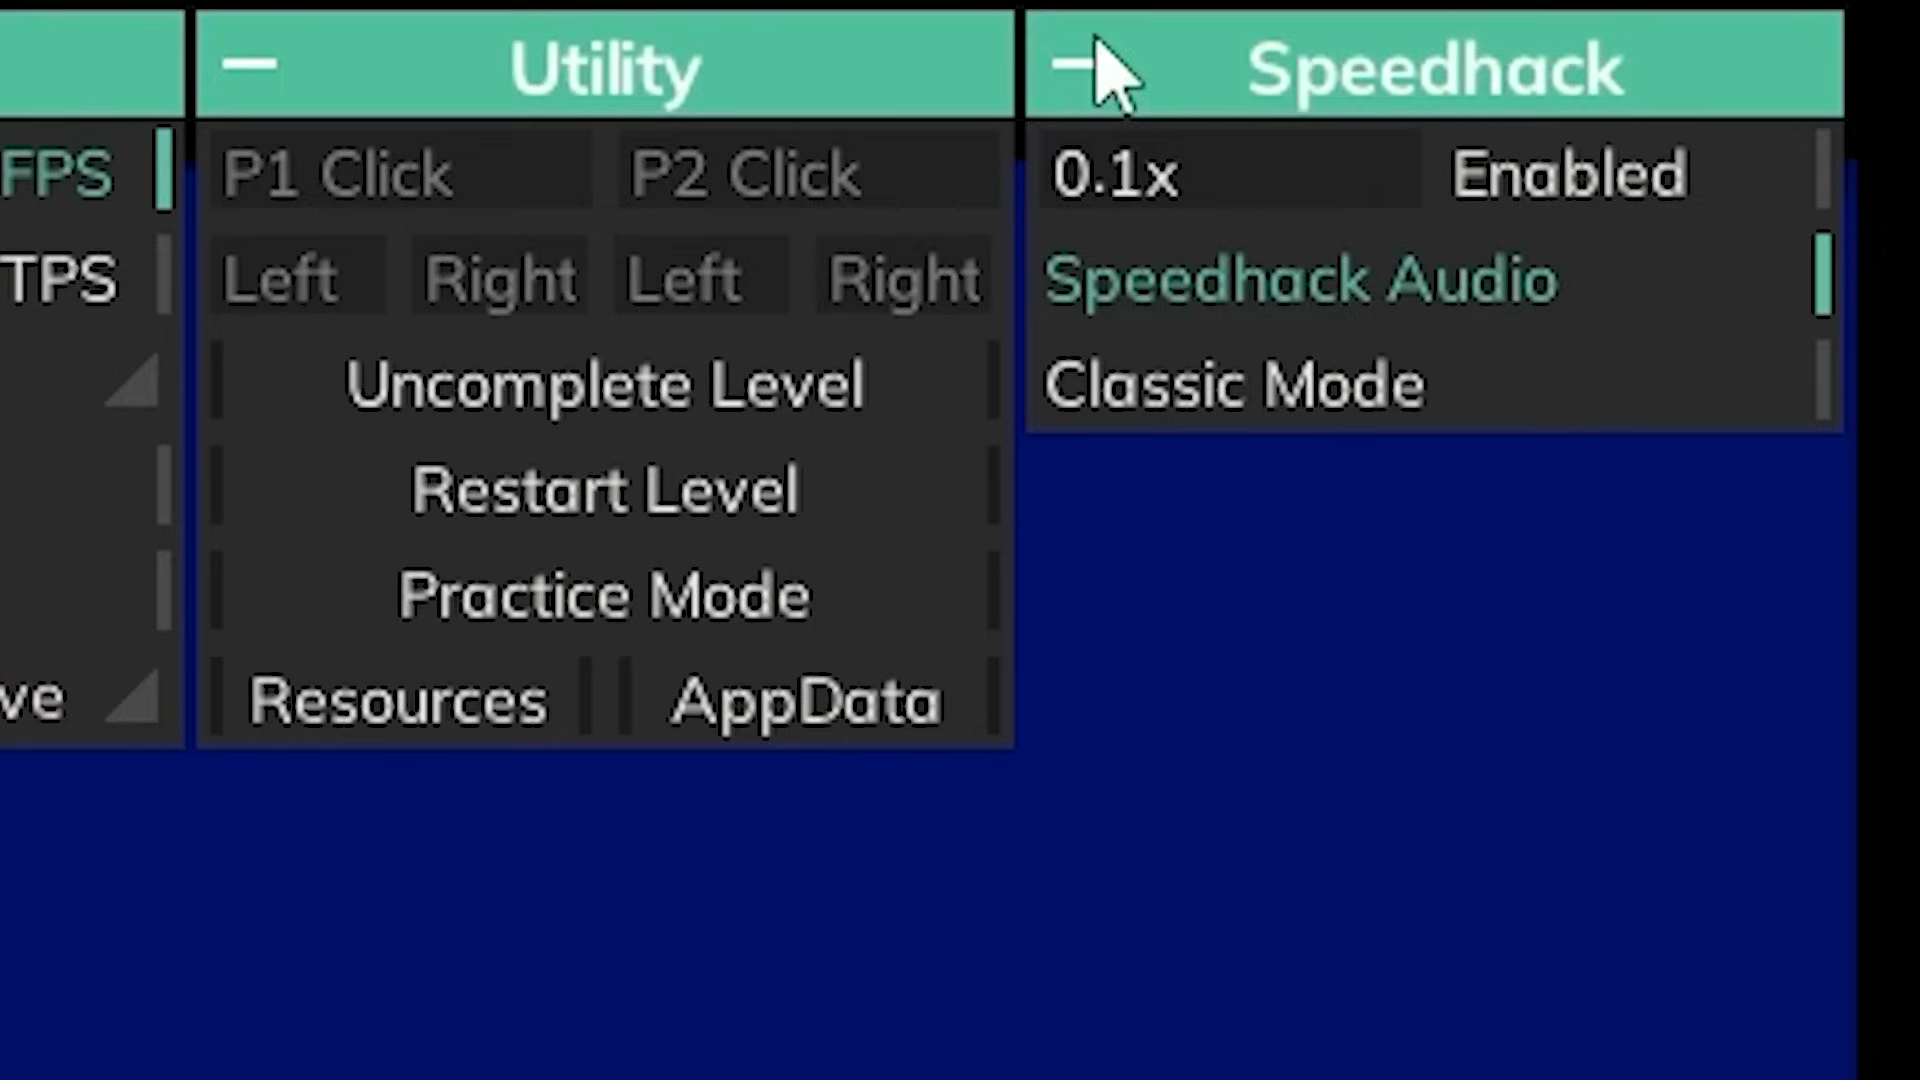 Utility
Speedhack
FPS
P1 Click
P2 Click
0.1x
Enabled
TPS
Left
Right
Left
Right
Speedhack Audio
Uncomplete Level
Classic Mode
Restart Level
Practice Mode
ve
Resources
AppData